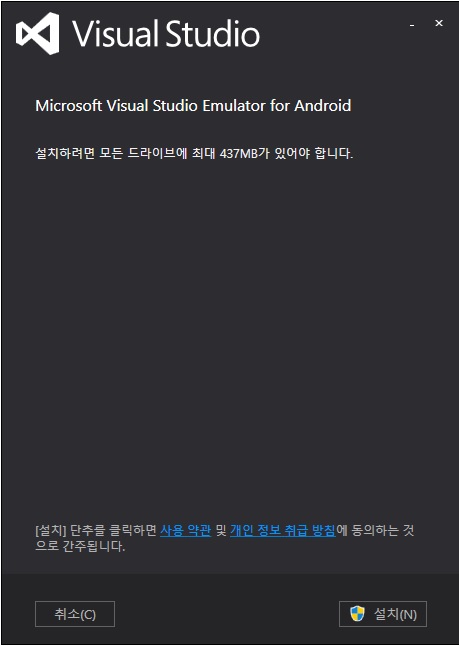 Visual Studio
Microsoft Visual Studio Emulator for Android
설치하려면 모든 드라이브에 최대 437MB가 있어야 합니다.
[설치] 단추를 클릭하면 사용 약관 및 개인 정보 취급 방침에 동의하는 것
으로 간주됩니다.
취소(C)
설치(N)